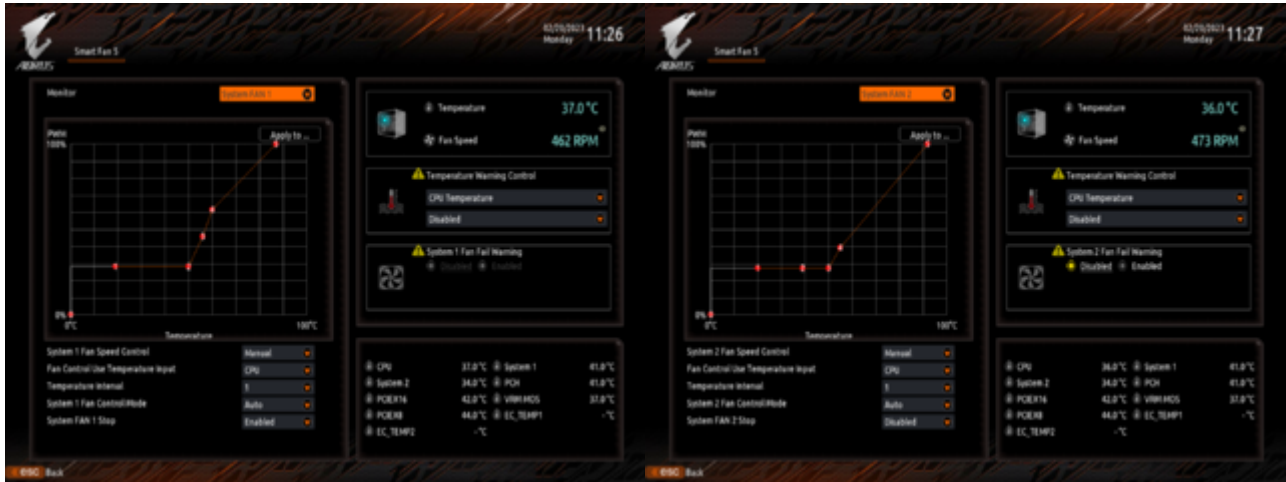 AORUS
Smart Fan 5
Monday 11:26
Monitor
System FAN 1
PWM
100%
Apply to ...
0%
0°C
100°C
Temperature
System 1 Fan Speed Control Manual
Fan Control Use Temperature Input CPU
Temperature Interval 1
System 1 Fan Control Mode Auto
System FAN 1 Stop Enabled
Temperature 37.0 °C
Fan Speed 462 RPM
Temperature Warning Control
CPU Temperature
Disabled
System 1 Fan Fail Warning
Disabled Enabled
CPU 37.0°C System 1 41.0°C
System 2 34.0°C PCH 41.0°C
PCIEX16 42.0°C VRM MOS 37.0°C
PCIEX8 44.0°C EC_TEMP1 -°C
EC_TEMP2 -°C
esc Back
AORUS
Smart Fan 5
Monday 11:27
Monitor
System FAN 2
PWM
100%
Apply to ...
0%
0°C
100°C
Temperature
System 2 Fan Speed Control Manual
Fan Control Use Temperature Input CPU
Temperature Interval 1
System 2 Fan Control Mode Auto
System FAN 2 Stop Disabled
Temperature 36.0 °C
Fan Speed 473 RPM
Temperature Warning Control
CPU Temperature
Disabled
System 2 Fan Fail Warning
Disabled Enabled
CPU 36.0°C System 1 41.0°C
System 2 34.0°C PCH 41.0°C
PCIEX16 42.0°C VRM MOS 37.0°C
PCIEX8 44.0°C EC_TEMP1 -°C
EC_TEMP2 -°C
esc Back